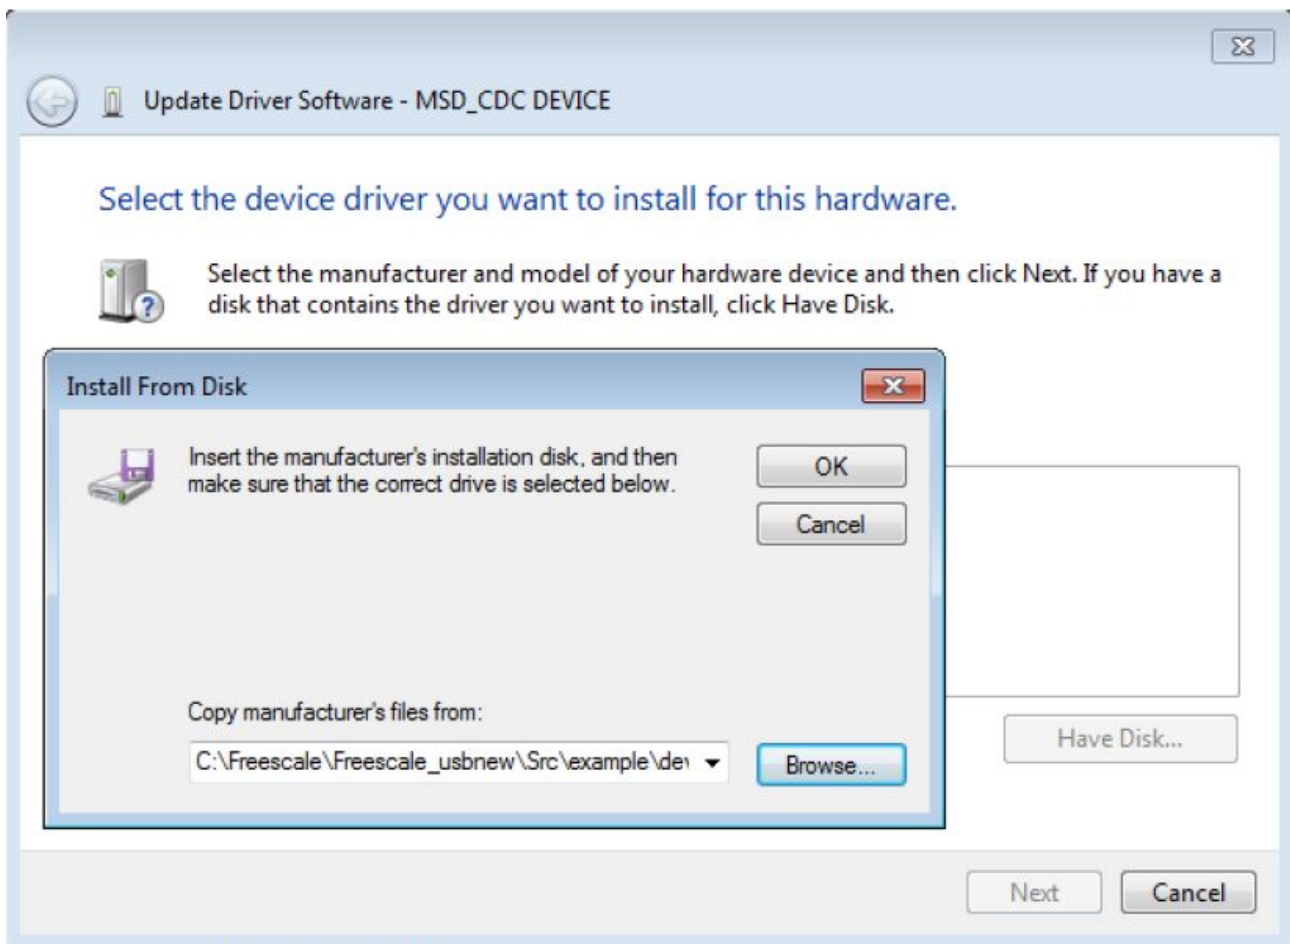 Update Driver Software - MSD_CDC DEVICE
Select the device driver you want to install for this hardware.
Select the manufacturer and model of your hardware device and then click Next. If you have a
disk that contains the driver you want to install, click Have Disk.
Install From Disk
Insert the manufacturer's installation disk, and then
make sure that the correct drive is selected below.
OK
Cancel
Copy manufacturer's files from:
C:\Freescale\Freescale_usbnew\Src\example\dev
Browse...
Have Disk...
Next
Cancel